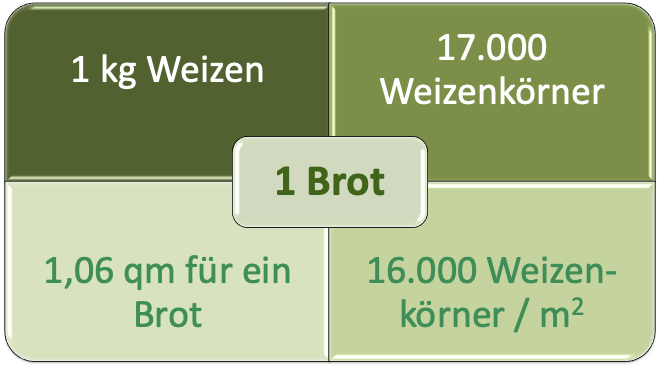 1 kg Weizen
17.000
Weizenkörner
1 Brot
1,06 qm für ein
Brot
16.000 Weizen-
körner / m²